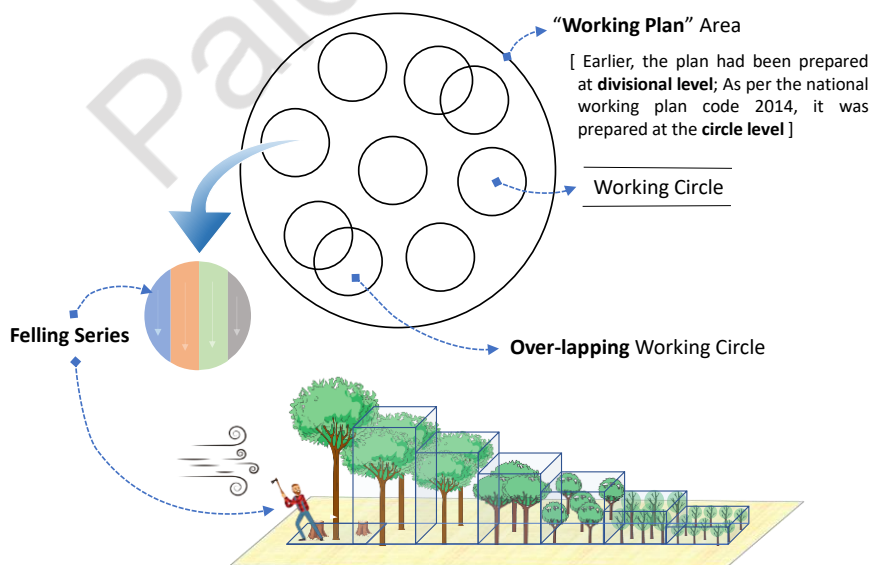 “Working Plan” Area
[ Earlier, the plan had been prepared
at divisional level; As per the national
working plan code 2014, it was
prepared at the circle level ]
Working Circle
Felling Series
Over-lapping Working Circle